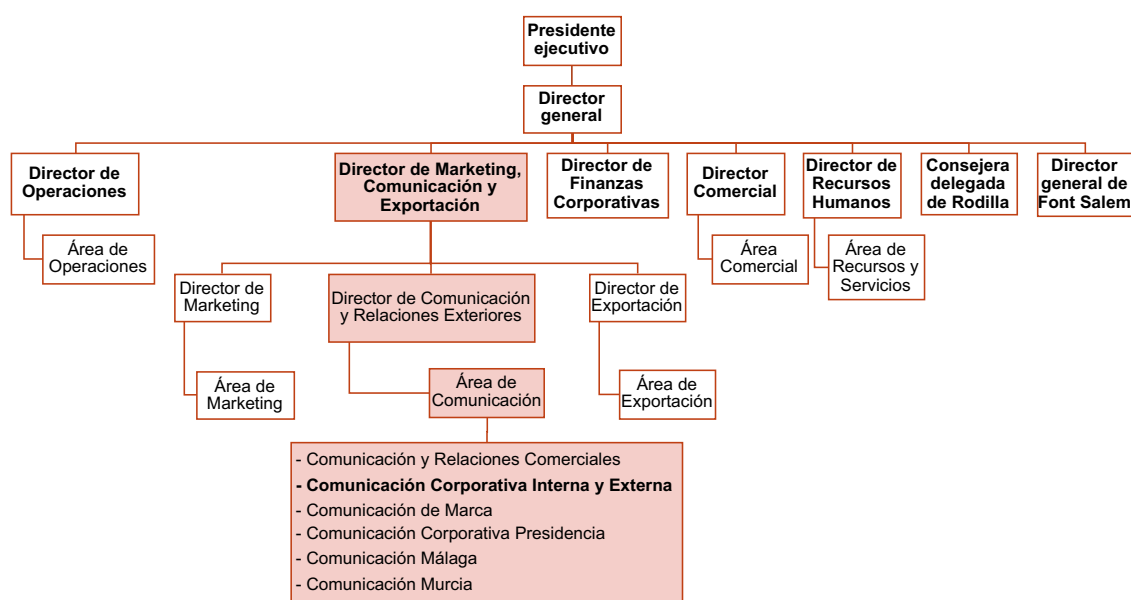 Presidente
ejecutivo
Director
general
Director de
Operaciones
Director de Marketing,
Comunicación y
Exportación
Director de
Finanzas
Corporativas
Director
Comercial
Director de
Recursos
Humanos
Consejera
delegada
de Rodilla
Director
general de
Font Salem
Área de
Operaciones
Área
Comercial
Área de
Recursos y
Servicios
Director de
Marketing
Director de Comunicación
y Relaciones Exteriores
Director de
Exportación
Área de
Marketing
Área de
Comunicación
Área de
Exportación
- Comunicación y Relaciones Comerciales
- Comunicación Corporativa Interna y Externa
- Comunicación de Marca
- Comunicación Corporativa Presidencia
- Comunicación Málaga
- Comunicación Murcia